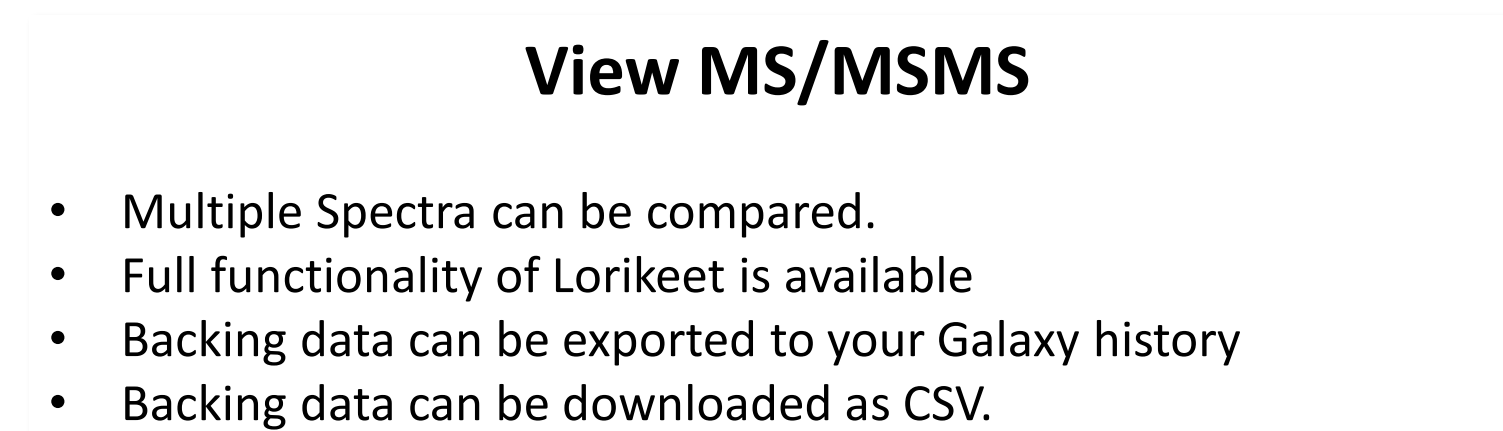 View MS/MSMS
• Multiple Spectra can be compared.
• Full functionality of Lorikeet is available
• Backing data can be exported to your Galaxy history
• Backing data can be downloaded as CSV.